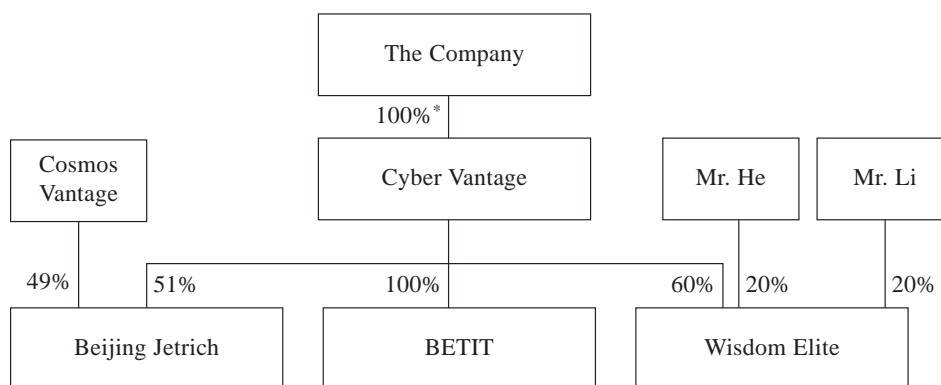 The Company
100%*
Cosmos
Vantage
Cyber Vantage
Mr. He
Mr. Li
49%
51%
100%
60%
20%
20%
Beijing Jetrich
BETIT
Wisdom Elite